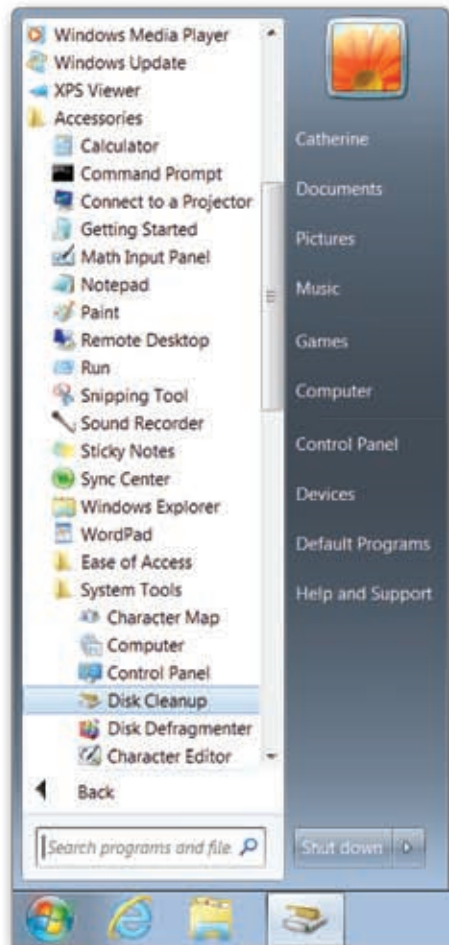 Windows Media Player
Windows Update
XPS Viewer
Accessories
Calculator
Command Prompt
Connect to a Projector
Getting Started
Math Input Panel
Notepad
Paint
Remote Desktop
Run
Snipping Tool
Sound Recorder
Sticky Notes
Sync Center
Windows Explorer
WordPad
Ease of Access
System Tools
Character Map
Computer
Control Panel
Disk Cleanup
Disk Defragmenter
Character Editor
Back
Search programs and file
Catherine
Documents
Pictures
Music
Games
Computer
Control Panel
Devices
Default Programs
Help and Support
Shut down